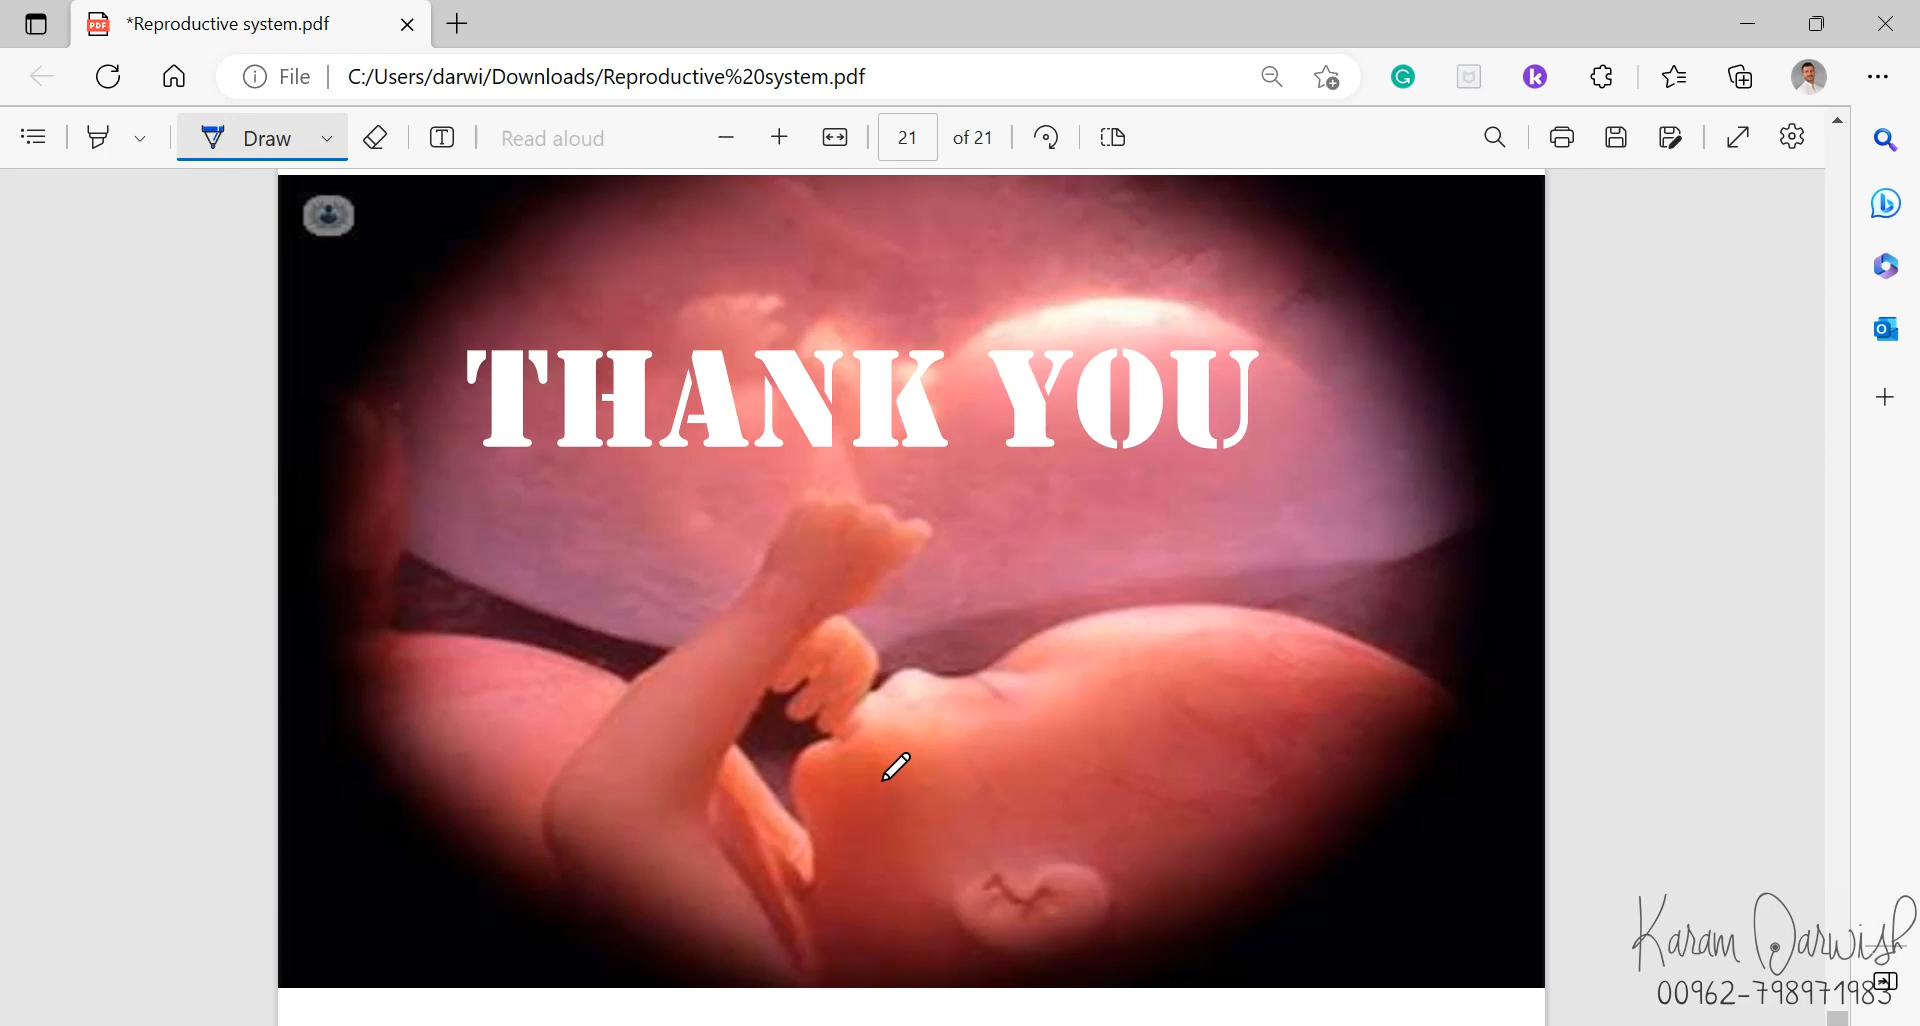 *Reproductive system.pdf
File
C:/Users/darwi/Downloads/Reproductive%20system.pdf
Draw
Read aloud
21
of 21
THANK YOU
Karam Darwish
00962-798971983